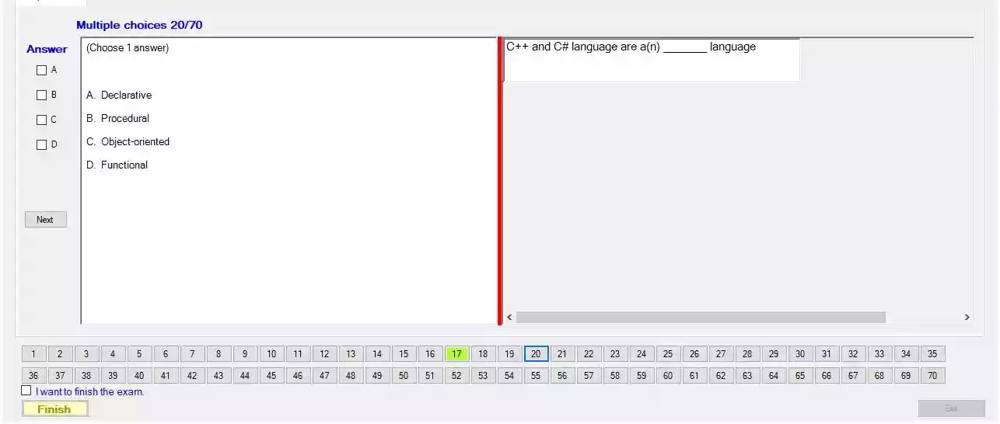 Multiple choices 20/70
Answer
A
B
C
D
Next
(Choose 1 answer)
A. Declarative
B. Procedural
C. Object-oriented
D. Functional
C++ and C# language are a(n) _______ language
1 2 3 4 5 6 7 8 9 10 11 12 13 14 15 16 17 18 19 20 21 22 23 24 25 26 27 28 29 30 31 32 33 34 35
36 37 38 39 40 41 42 43 44 45 46 47 48 49 50 51 52 53 54 55 56 57 58 59 60 61 62 63 64 65 66 67 68 69 70
I want to finish the exam.
Finish
Exit